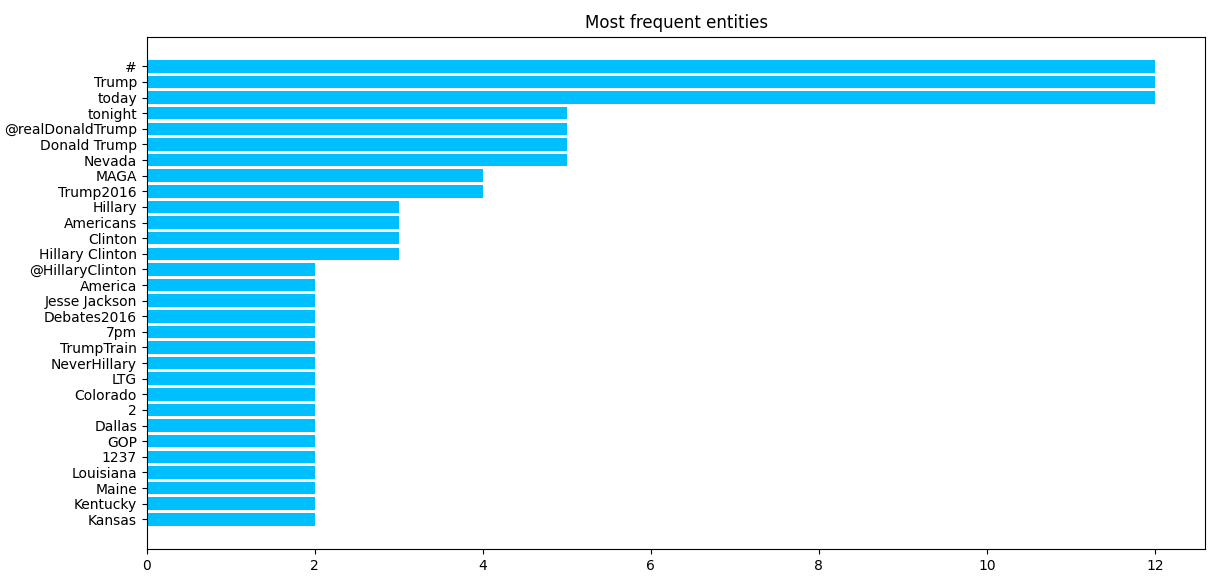 Most frequent entities
#
Trump
today
tonight
@realDonaldTrump
Donald Trump
Nevada
MAGA
Trump2016
Hillary
Americans
Clinton
Hillary Clinton
@HillaryClinton
America
Jesse Jackson
Debates2016
7pm
TrumpTrain
NeverHillary
LTG
Colorado
2
Dallas
GOP
1237
Louisiana
Maine
Kentucky
Kansas
0 2 4 6 8 10 12